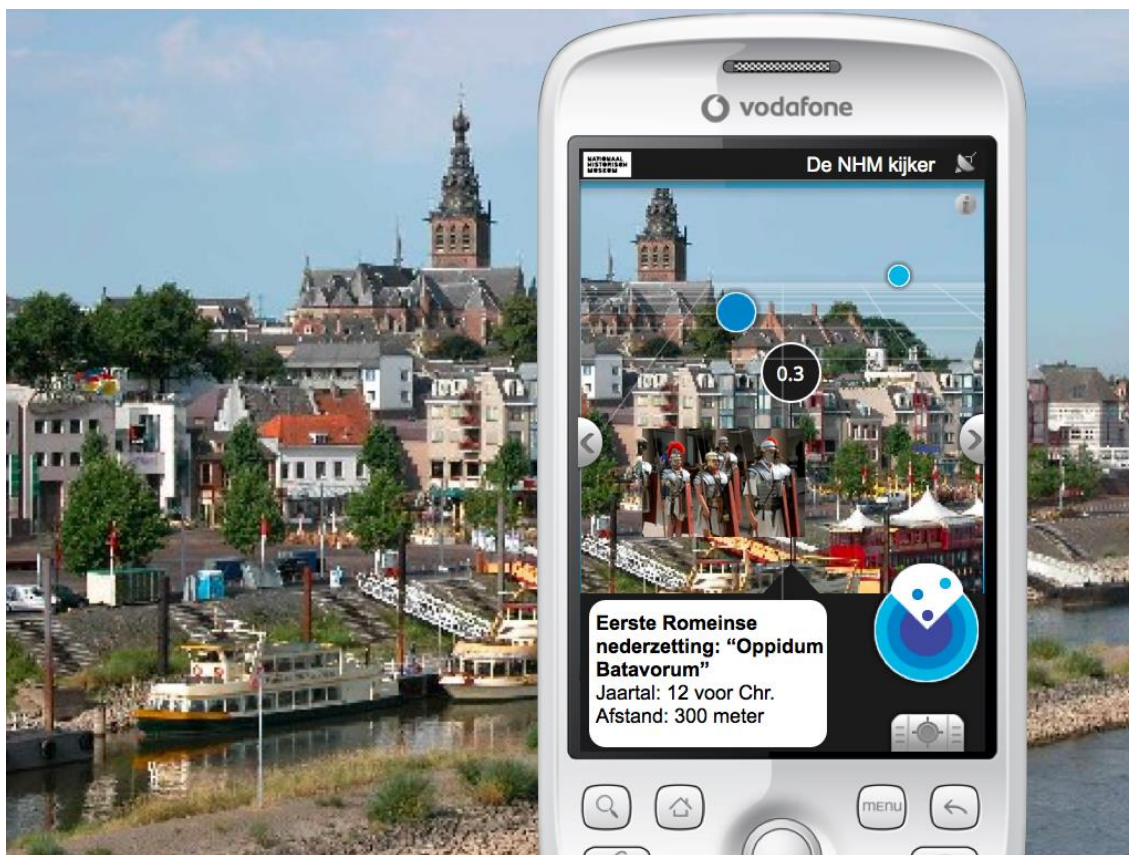 vodafone
NATIONAAL
HISTORISCH
MUSEUM
De NHM kijker
i
0.3
Eerste Romeinse
nederzetting: “Oppidum
Batavorum”
Jaartal: 12 voor Chr.
Afstand: 300 meter
menu